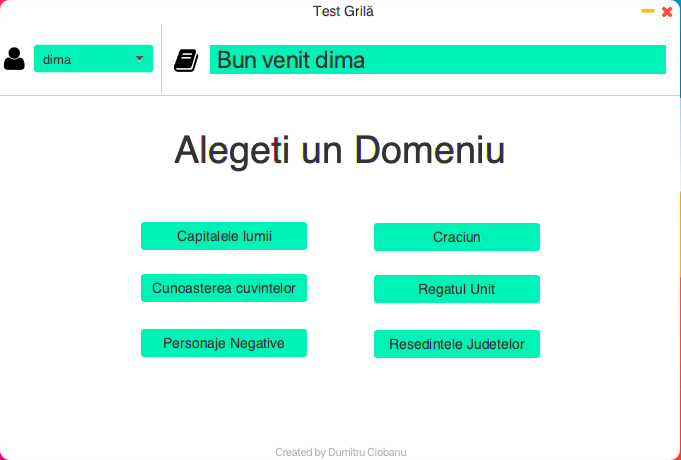 Test Grilă
dima
Bun venit dima
Alegeti un Domeniu
Capitalele lumii
Craciun
Cunoasterea cuvintelor
Regatul Unit
Personaje Negative
Resedintele Judetelor
Created by Dumitru Ciobanu